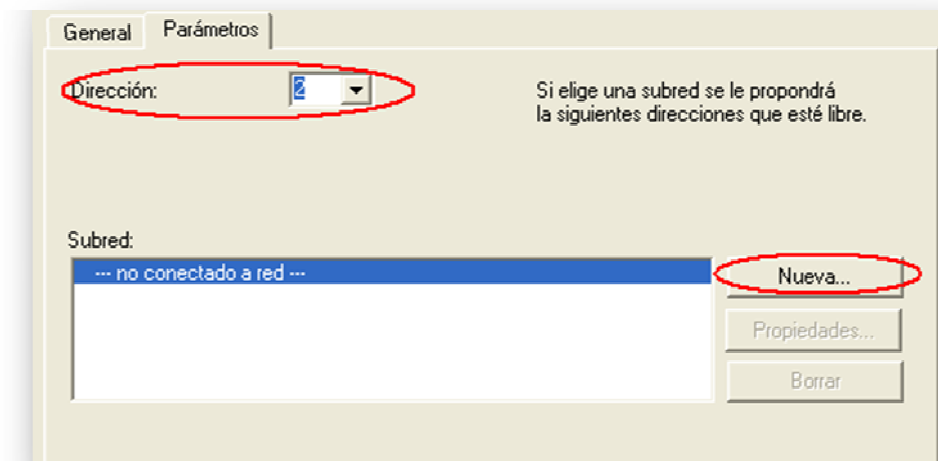 General Parámetros
Dirección: 2
Si elige una subred se le propondrá
la siguientes direcciones que esté libre.
Subred:
--- no conectado a red ---
Nueva...
Propiedades...
Borrar